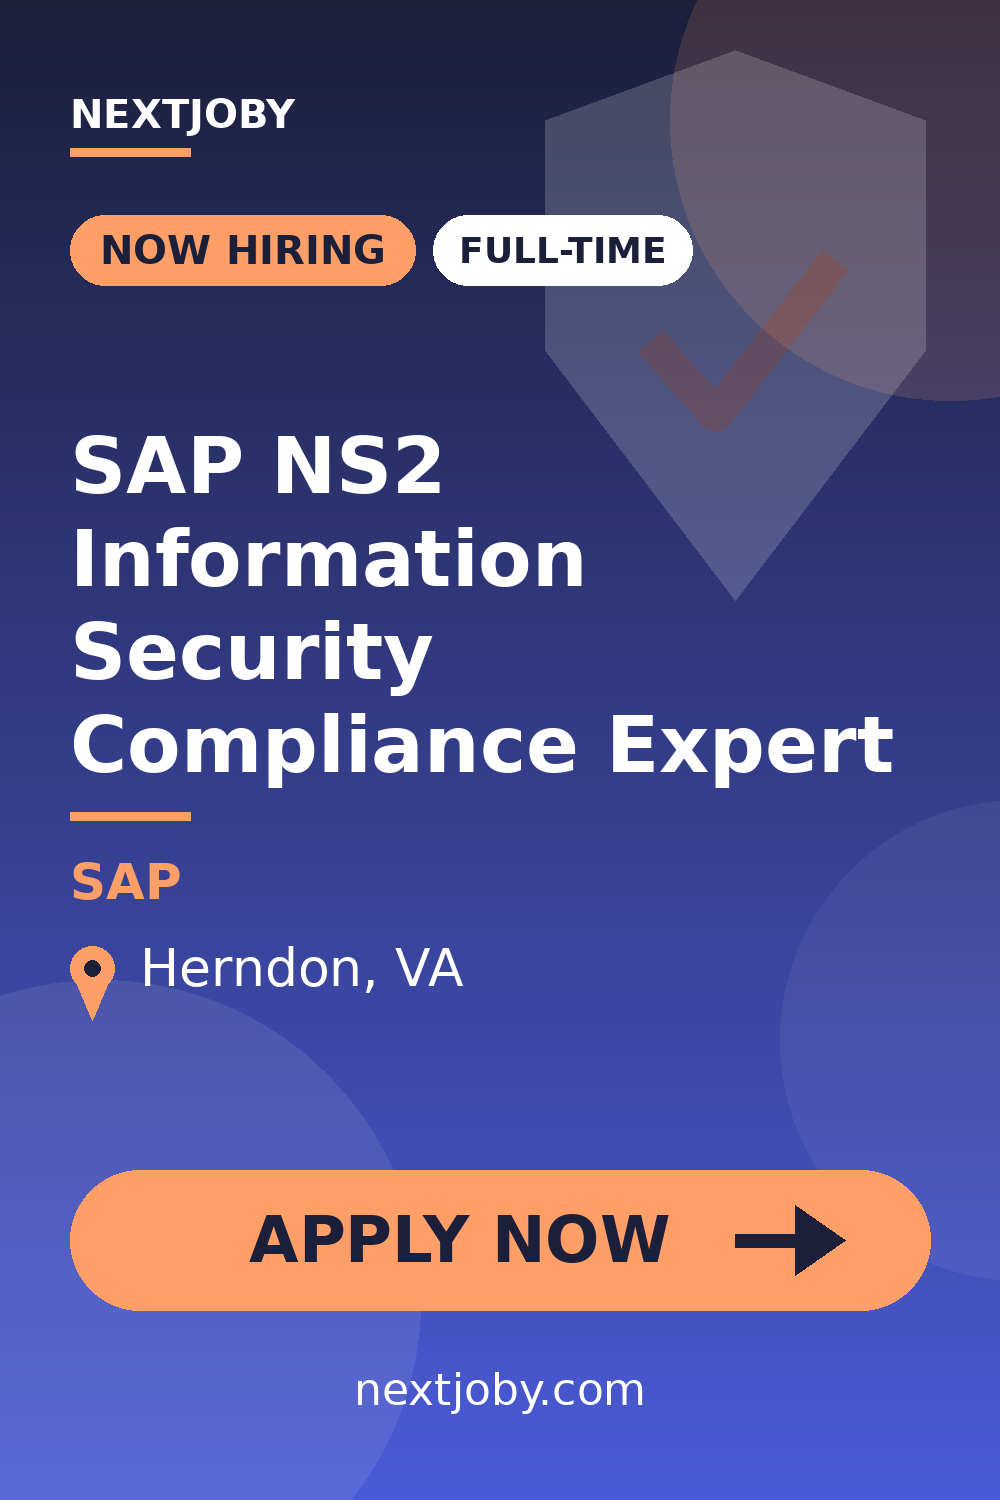 NEXTJOBY
NOW HIRING
FULL-TIME
SAP NS2
Information
Security
Compliance Expert
SAP
Herndon, VA
APPLY NOW
nextjoby.com